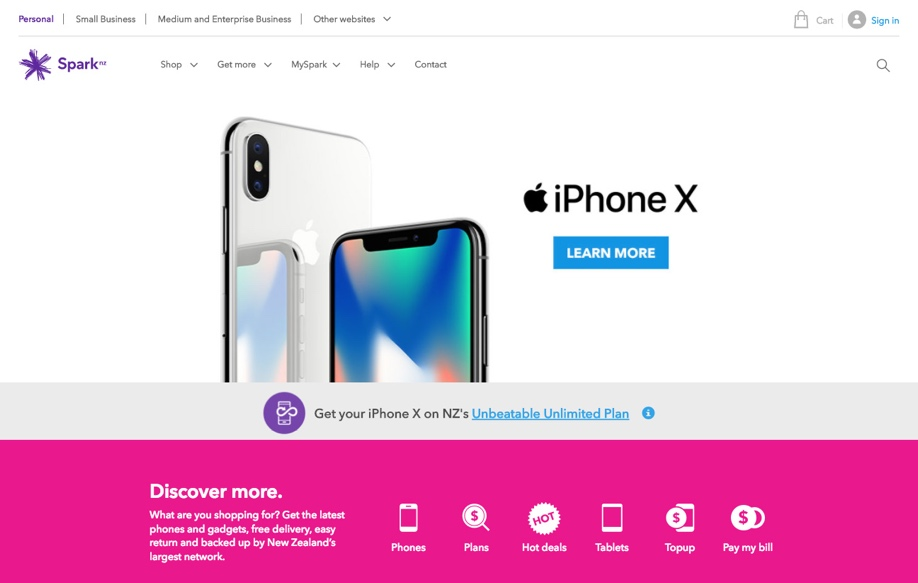 Personal
Small Business
Medium and Enterprise Business
Other websites
Cart
Sign in
Spark nz
Shop
Get more
MySpark
Help
Contact
iPhone X
LEARN MORE
Get your iPhone X on NZ's Unbeatable Unlimited Plan
Discover more.
What are you shopping for? Get the latest
phones and gadgets, free delivery, easy
return and backed up by New Zealand's
largest network.
$
HOT
$
$
Phones
Plans
Hot deals
Tablets
Topup
Pay my bill